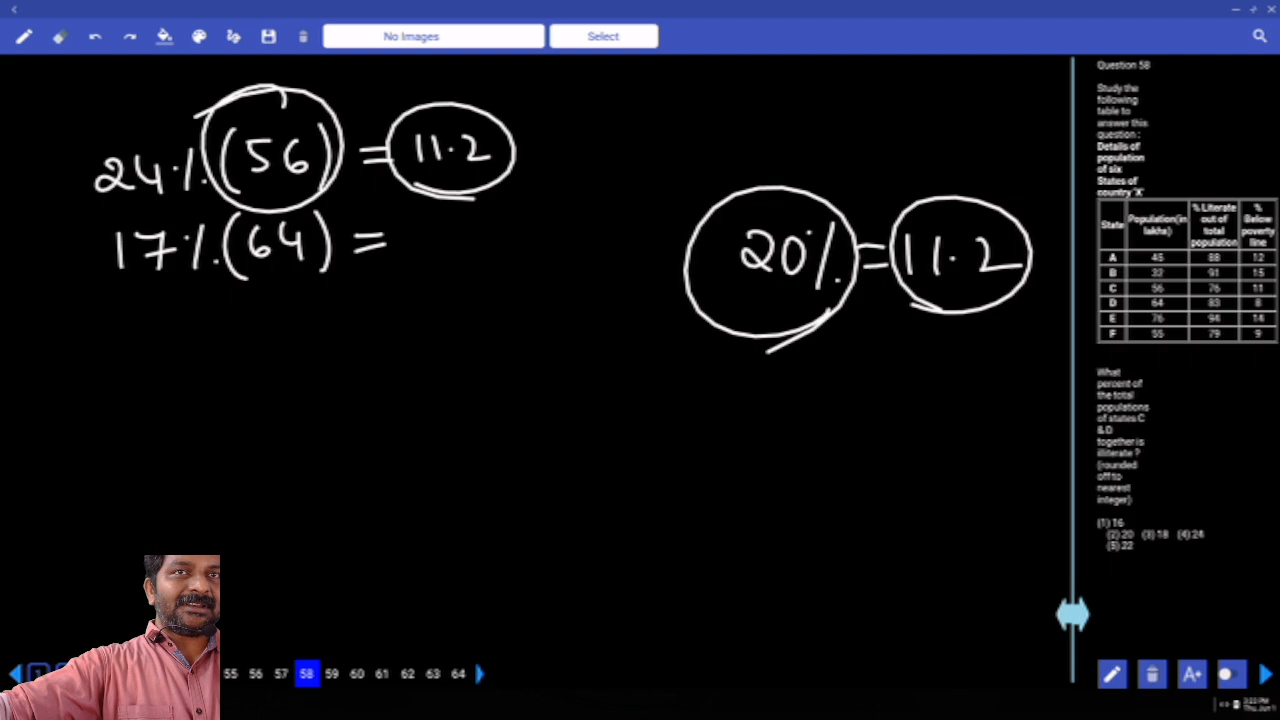 No Images
Select
24%(56) = 11.2
17%(64) =
20% = 11.2
Question 58
Study the
following
table to
answer this
question :
Details of
population
of six
States of
country 'X'
State Population(in lakhs) % Literate out of total population % Below poverty line
A 45 88 12
B 32 91 15
C 56 76 11
D 64 83 8
E 76 94 14
F 55 79 9
What
percent of
the total
populations
of states C
& D
together is
illiterate ?
(rounded
off to
nearest
integer)
(1) 16
(2) 20 (3) 18 (4) 24
(5) 22
55 56 57 58 59 60 61 62 63 64
A+
3:22 PM